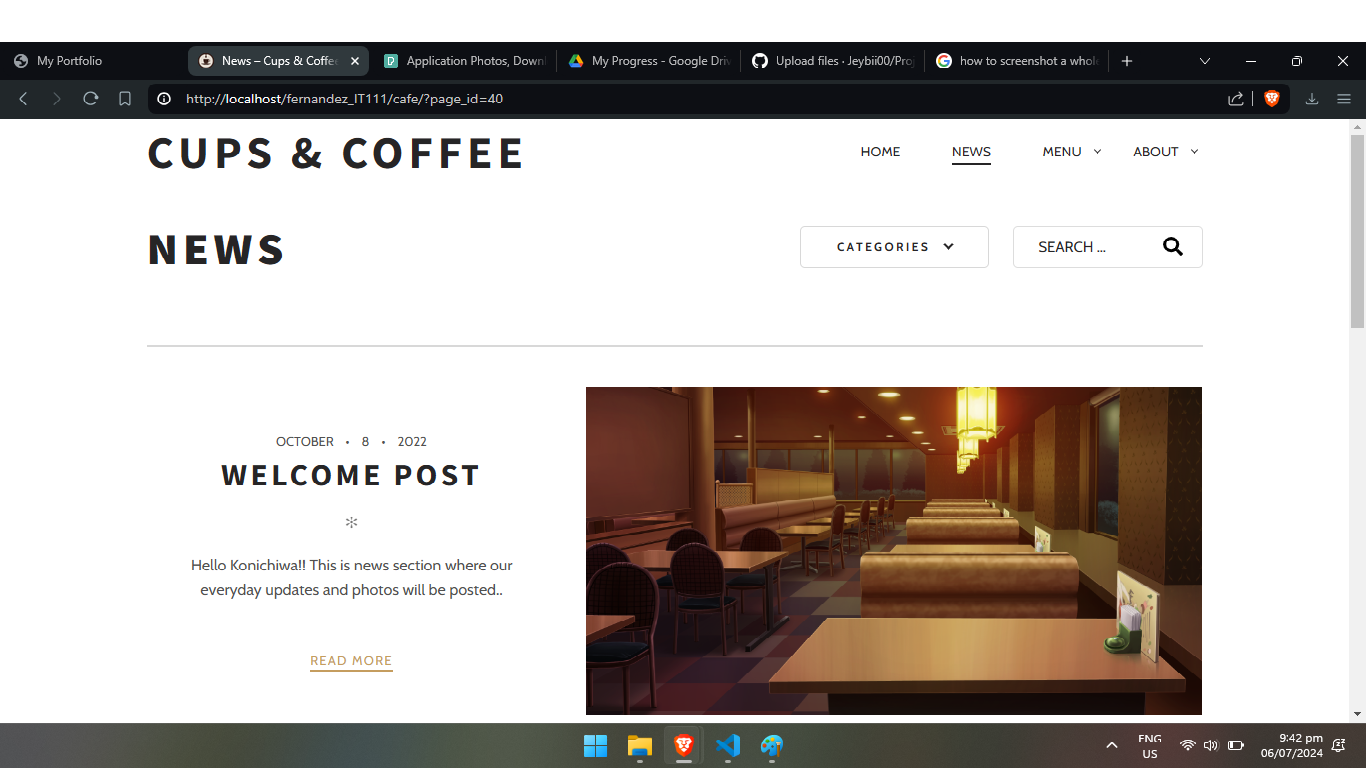 My Portfolio
News – Cups & Coffe
Application Photos, Downl
My Progress - Google Driv
Upload files · Jeybii00/Proj
how to screenshot a whole
http://localhost/fernandez_IT111/cafe/?page_id=40
CUPS & COFFEE
HOME
NEWS
MENU
ABOUT
NEWS
CATEGORIES
SEARCH ...
OCTOBER • 8 • 2022
WELCOME POST
Hello Konichiwa!! This is news section where our
everyday updates and photos will be posted..
READ MORE
ENG
US
9:42 pm
06/07/2024